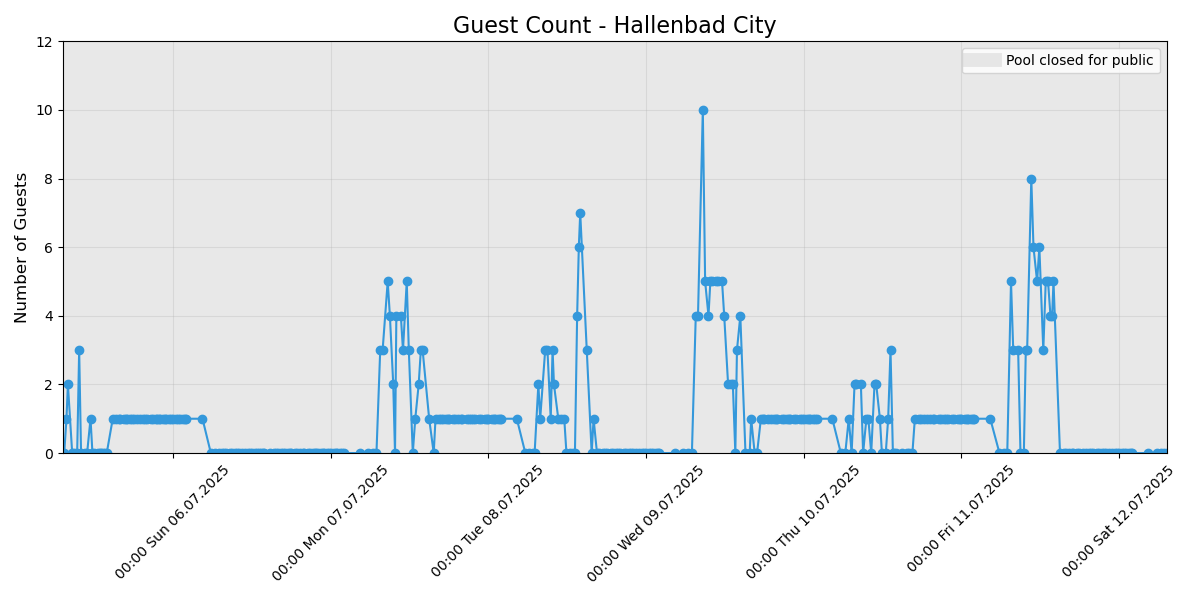 Guest Count - Hallenbad City
Pool closed for public
Number of Guests
12
10
8
6
4
2
0
00:00 Sun 06.07.2025
00:00 Mon 07.07.2025
00:00 Tue 08.07.2025
00:00 Wed 09.07.2025
00:00 Thu 10.07.2025
00:00 Fri 11.07.2025
00:00 Sat 12.07.2025